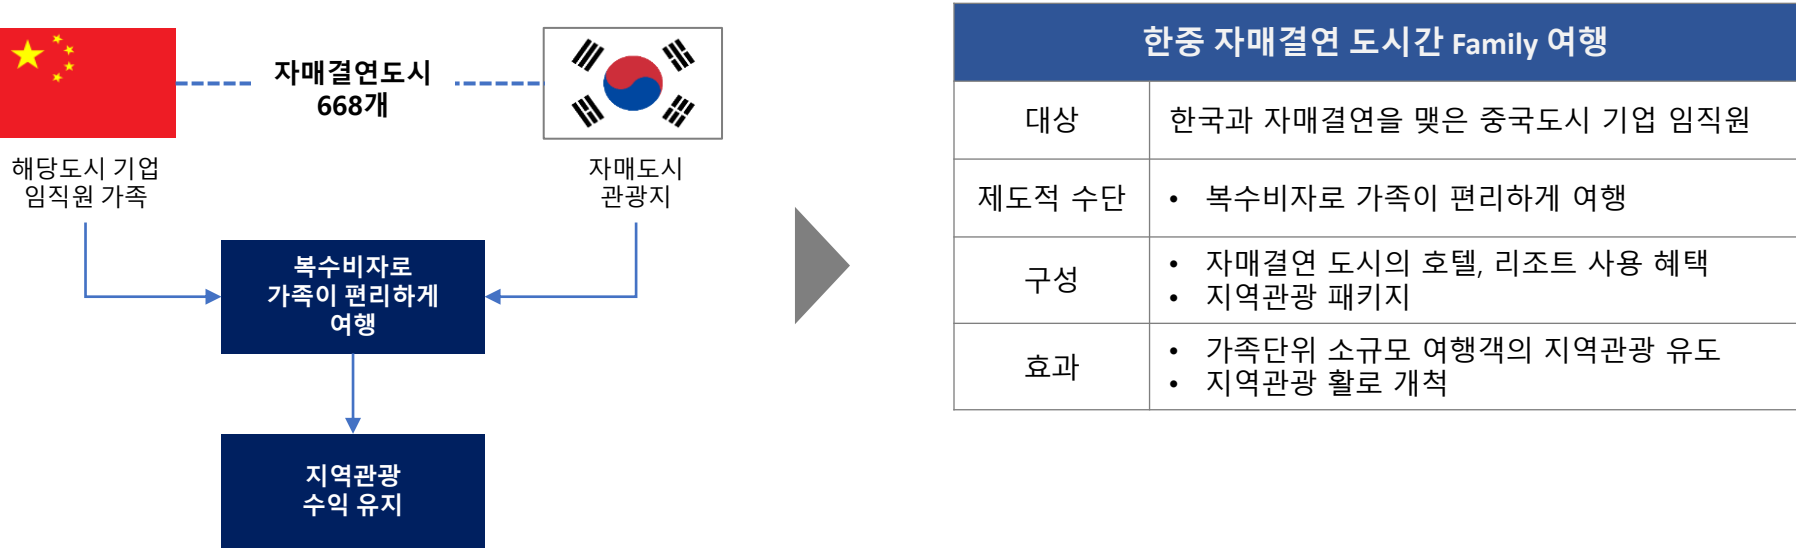 자매결연도시
668개
해당도시 기업
임직원 가족
자매도시
관광지
복수비자로
가족이 편리하게
여행
지역관광
수익 유지
한중 자매결연 도시간 Family 여행
대상
한국과 자매결연을 맺은 중국도시 기업 임직원
제도적 수단
• 복수비자로 가족이 편리하게 여행
구성
• 자매결연 도시의 호텔, 리조트 사용 혜택
• 지역관광 패키지
효과
• 가족단위 소규모 여행객의 지역관광 유도
• 지역관광 활로 개척